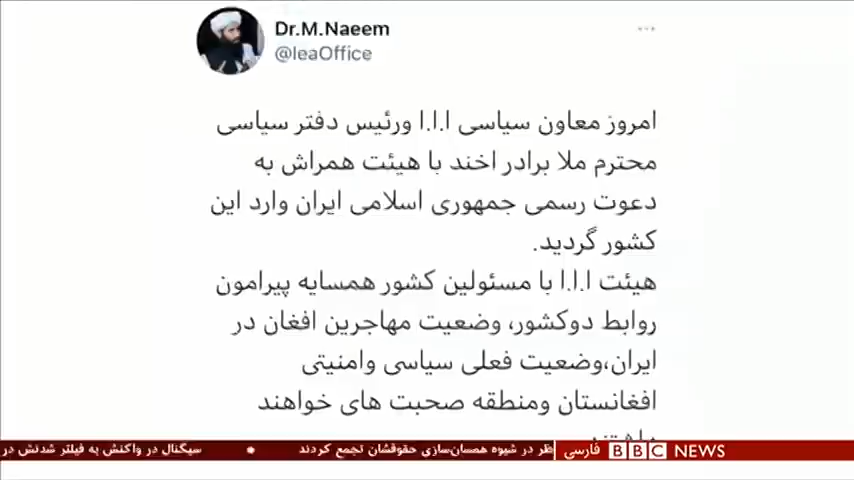 Dr.M.Naeem
@IeaOffice
امروز معاون سیاسی ا.ا.ا ورئیس دفتر سیاسی
محترم ملا برادر اخند با هیئت همراش به
دعوت رسمی جمهوری اسلامی ایران وارد این
کشور گردید.
هیئت ا.ا.ا با مسئولین کشور همسایه پیرامون
روابط دوکشور، وضعیت مهاجرین افغان در
ایران،وضعیت فعلی سیاسی وامنیتی
افغانستان ومنطقه صحبت های خواهند
BBC NEWS فارسی
ظر در شیوه همسان‌سازی حقوقشان تجمع کردند • سیگنال در واکنش به فیلتر شدنش در